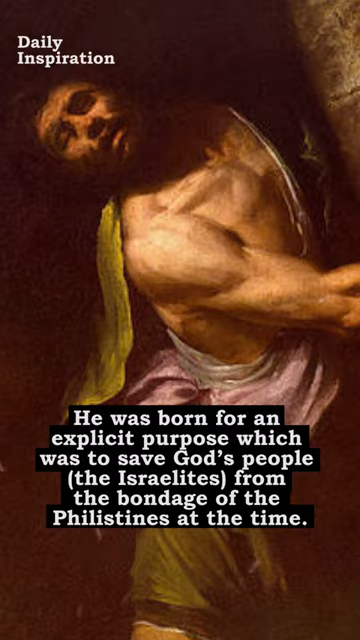 Daily
Inspiration
He was born for an
explicit purpose which
was to save God's people
(the Israelites) from
the bondage of the
Philistines at the time.